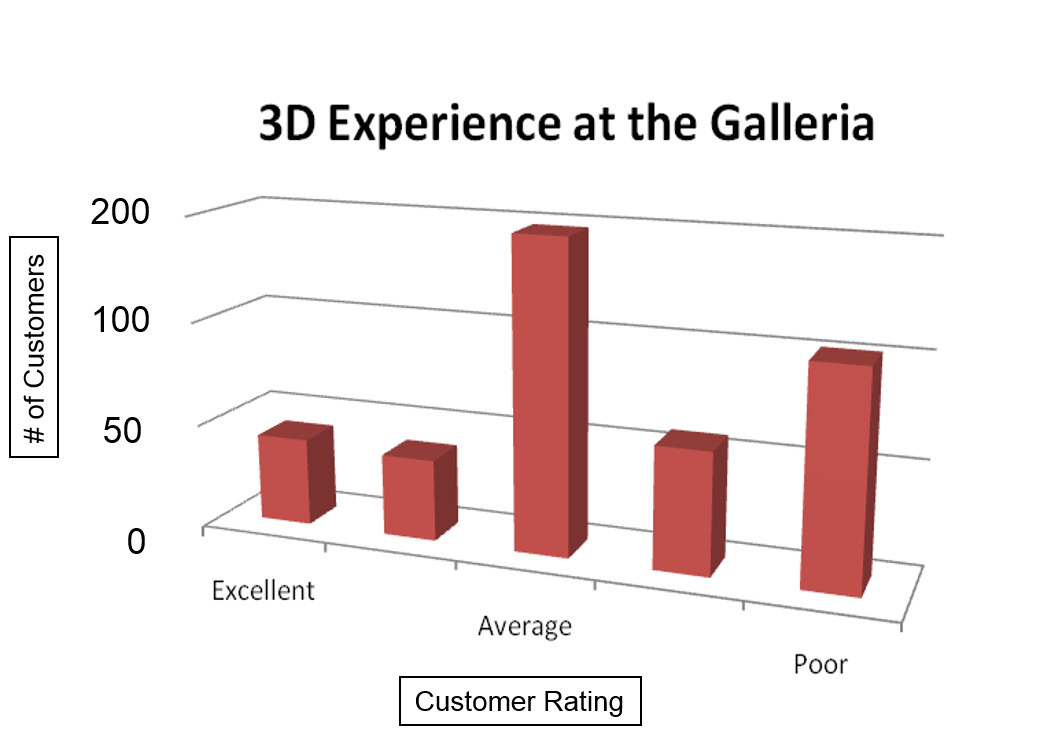 3D Experience at the Galleria
200
100
50
0
# of Customers
Excellent
Average
Poor
Customer Rating